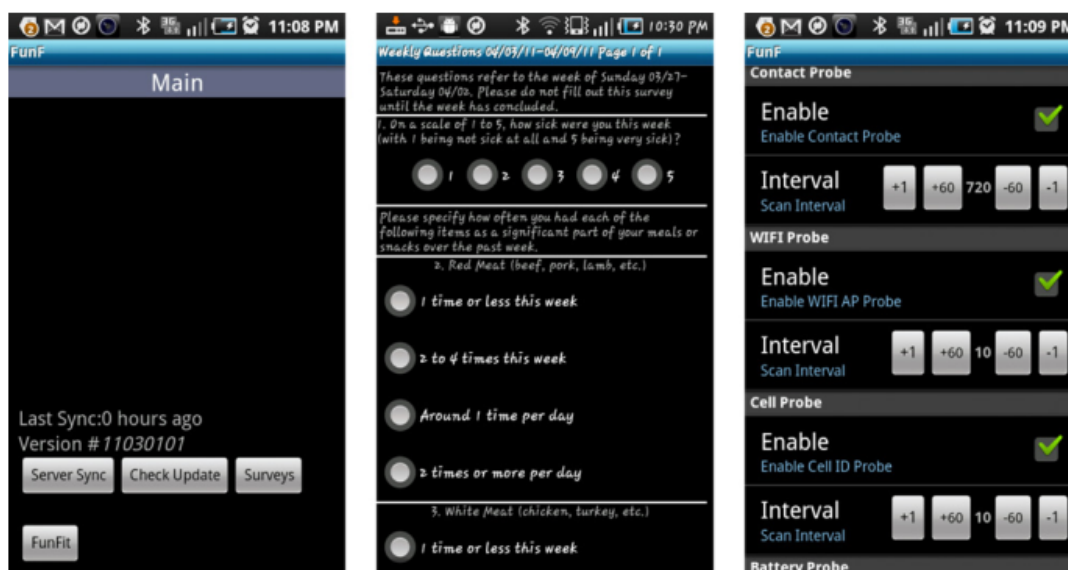 11:08 PM
FunF
Main
Last Sync:0 hours ago
Version #11030101
Server Sync Check Update Surveys
FunFit
10:30 PM
Weekly Questions 04/03/11-04/09/11 Page 1 of 1
These questions refer to the week of Sunday 03/27-
Saturday 04/02. Please do not fill out this survey
until the week has concluded.
1. On a scale of 1 to 5, how sick were you this week
(with 1 being not sick at all and 5 being very sick)?
1 2 3 4 5
Please specify how often you had each of the
following items as a significant part of your meals or
snacks over the past week.
2. Red Meat (beef, pork, lamb, etc.)
1 time or less this week
2 to 4 times this week
Around 1 time per day
2 times or more per day
3. White Meat (chicken, turkey, etc.)
1 time or less this week
11:09 PM
FunF
Contact Probe
Enable
Enable Contact Probe
Interval +1 +60 720 -60 -1
Scan Interval
WIFI Probe
Enable
Enable WIFI AP Probe
Interval +1 +60 10 -60 -1
Scan Interval
Cell Probe
Enable
Enable Cell ID Probe
Interval +1 +60 10 -60 -1
Scan Interval
Battery Probe